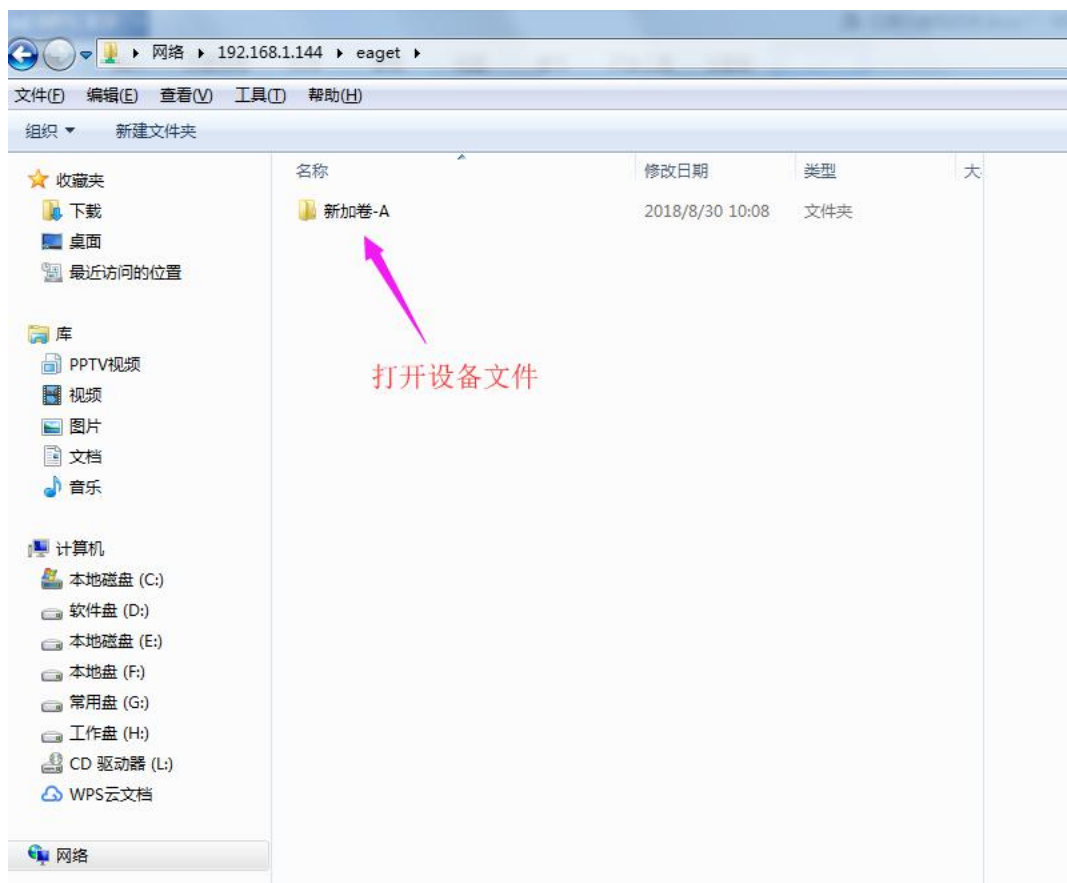 网络 ▸ 192.168.1.144 ▸ eaget ▸
文件(F) 编辑(E) 查看(V) 工具(T) 帮助(H)
组织 新建文件夹
名称 修改日期 类型 大
新加卷-A 2018/8/30 10:08 文件夹
打开设备文件
收藏夹
下载
桌面
最近访问的位置
库
PPTV视频
视频
图片
文档
音乐
计算机
本地磁盘 (C:)
软件盘 (D:)
本地磁盘 (E:)
本地盘 (F:)
常用盘 (G:)
工作盘 (H:)
CD 驱动器 (L:)
WPS云文档
网络